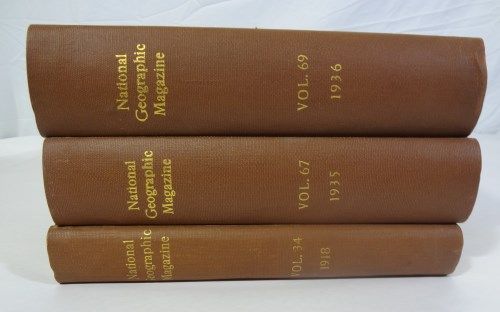 National
Geographic
Magazine
VOL. 69
1936
National
Geographic
Magazine
VOL. 67
1935
National
Geographic
Magazine
VOL. 34
1918